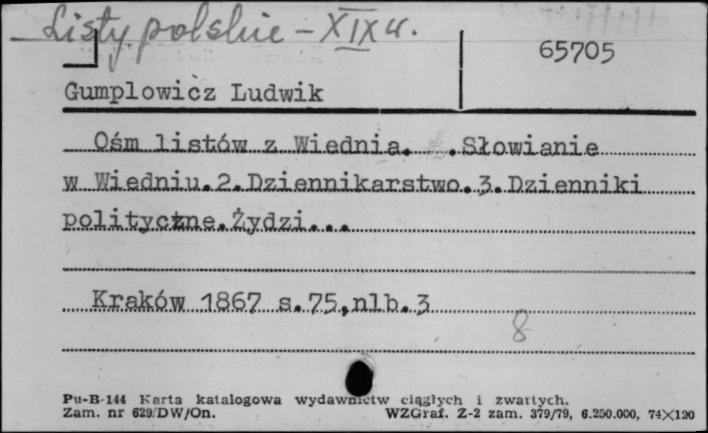 Listy polskie - XIX w.
65705
Gumplowicz Ludwik
Ośm listów z Wiednia. .Słowianie
w Wiedniu.2.Dziennikarstwo.3.Dzienniki
polityczne.Żydzi...
Kraków 1867 s.75,nlb.3
8
Pu-B-144 Karta katalogowa wydawnictw ciągłych i zwartych.
Zam. nr 629/DW/On. WZGraf. Z-2 zam. 379/79, 6.250.000, 74×120